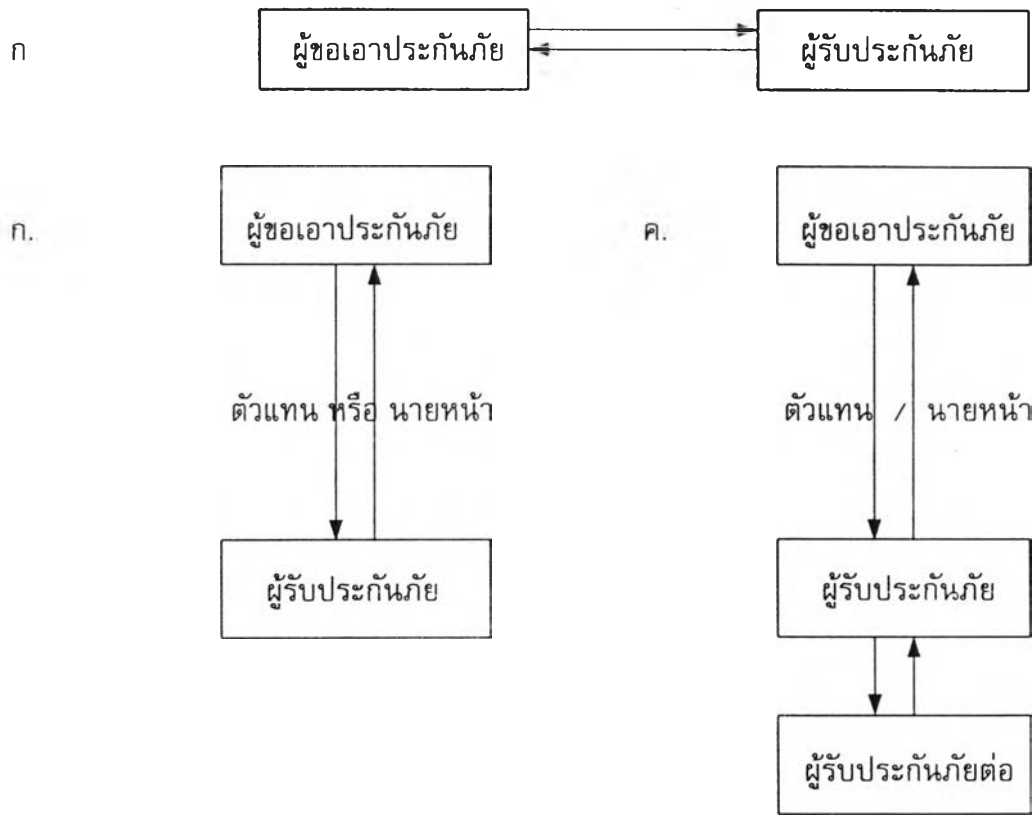 ก ผู้ขอเอาประกันภัย ผู้รับประกันภัย
ก. ผู้ขอเอาประกันภัย
ตัวแทน หรือ นายหน้า
ผู้รับประกันภัย
ค. ผู้ขอเอาประกันภัย
ตัวแทน / นายหน้า
ผู้รับประกันภัย
ผู้รับประกันภัยต่อ